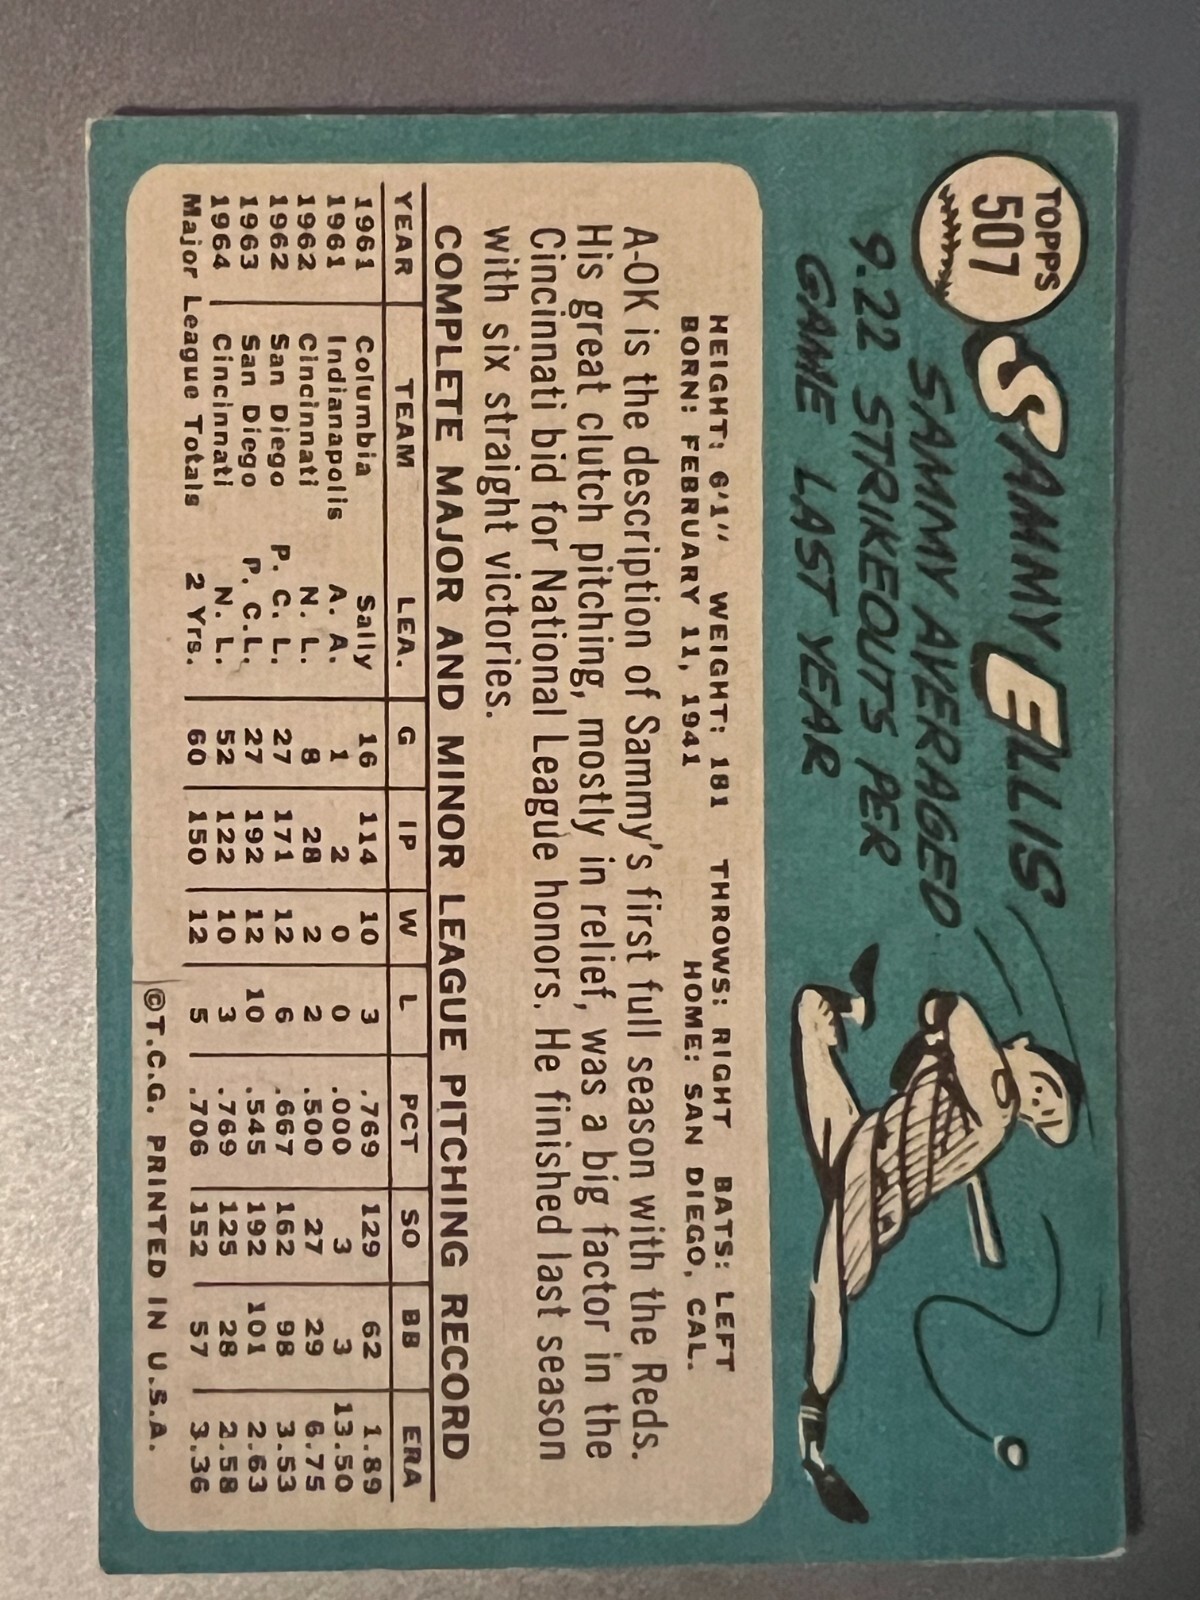 TOPPS
507
SAMMY ELLIS
SAMMY AVERAGED
9.22 STRIKEOUTS PER
GAME LAST YEAR
HEIGHT: 6'1" WEIGHT: 181 THROWS: RIGHT BATS: LEFT
BORN: FEBRUARY 11, 1941 HOME: SAN DIEGO, CAL.
A-OK is the description of Sammy's first full season with the Reds.
His great clutch pitching, mostly in relief, was a big factor in the
Cincinnati bid for National League honors. He finished last season
with six straight victories.
COMPLETE MAJOR AND MINOR LEAGUE PITCHING RECORD
YEAR TEAM LEA. G IP W L PCT SO BB ERA
1961 Columbia Sally 16 114 10 3 .769 129 62 1.89
1961 Indianapolis A. A. 1 2 0 0 .000 3 3 13.50
1962 Cincinnati N. L. 8 28 2 2 .500 27 29 6.75
1962 San Diego P. C. L. 27 171 12 6 .667 162 98 3.53
1963 San Diego P. C.L. 27 192 12 10 .545 192 101 2.63
1964 Cincinnati N. L. 52 122 10 3 .769 125 28 2.58
Major League Totals 2 Yrs. 60 150 12 5 .706 152 57 3.36
©T.C.G. PRINTED IN U.S.A.